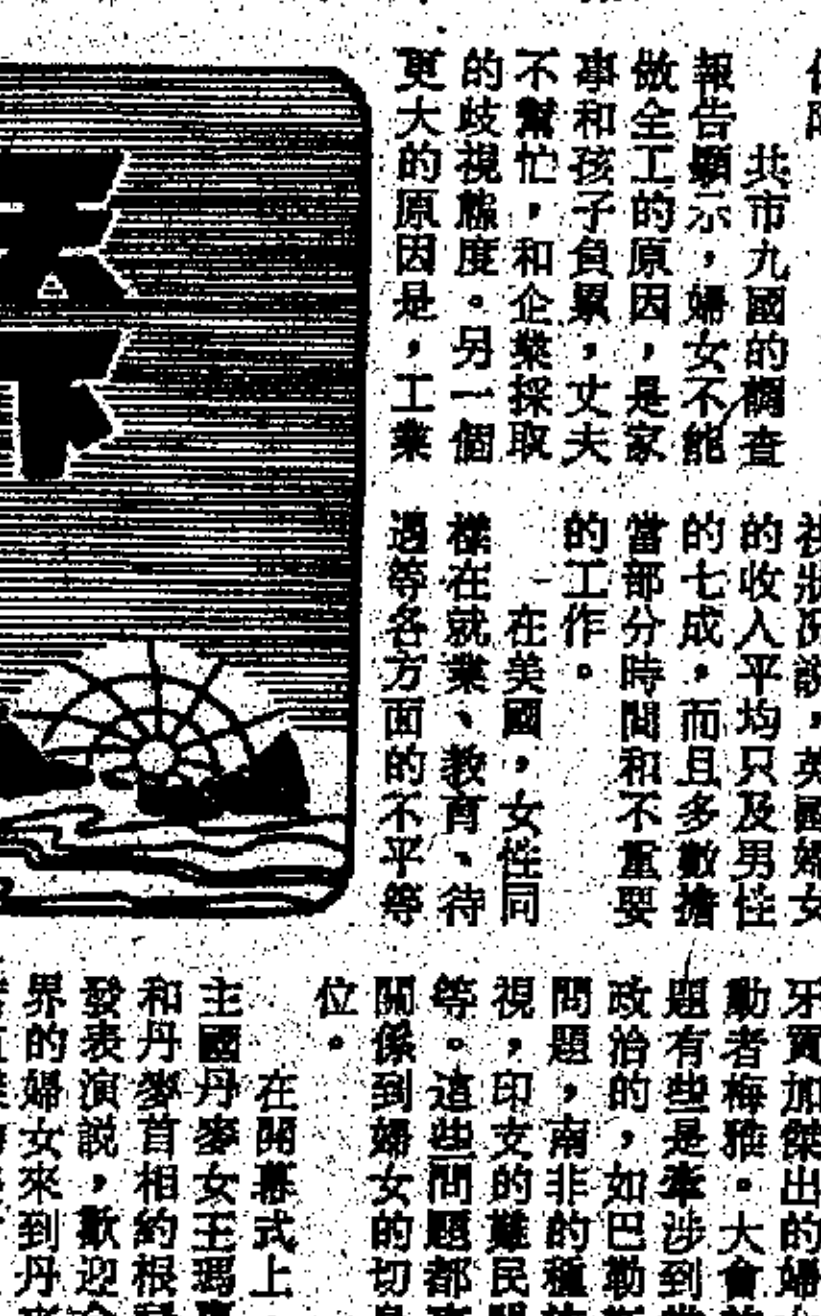 共市九國的調查
報告顯示，婦女不能
做全工的原因，是家
事和孩子負累，丈夫
不幫忙，和企業採取
的歧視態度。另一個
更大的原因是，工業
況說，英國婦女
的收入平均只及男性
的七成，而且多數擔
當部分時間和不重要
的工作。
在美國，女性同
樣在就業、教育、待
遇等各方面的不平等
牙買加傑出的婦
動者梅雅。大會
題有些是牽涉到
政治的，如巴勒
問題，南非的種
視，印支的難民
等。這些問題都
關係到婦女的切
位。
在開幕式上
主國丹麥女王瑪
和丹麥首相約根
發表演說，歡迎
界的婦女來到丹
天下